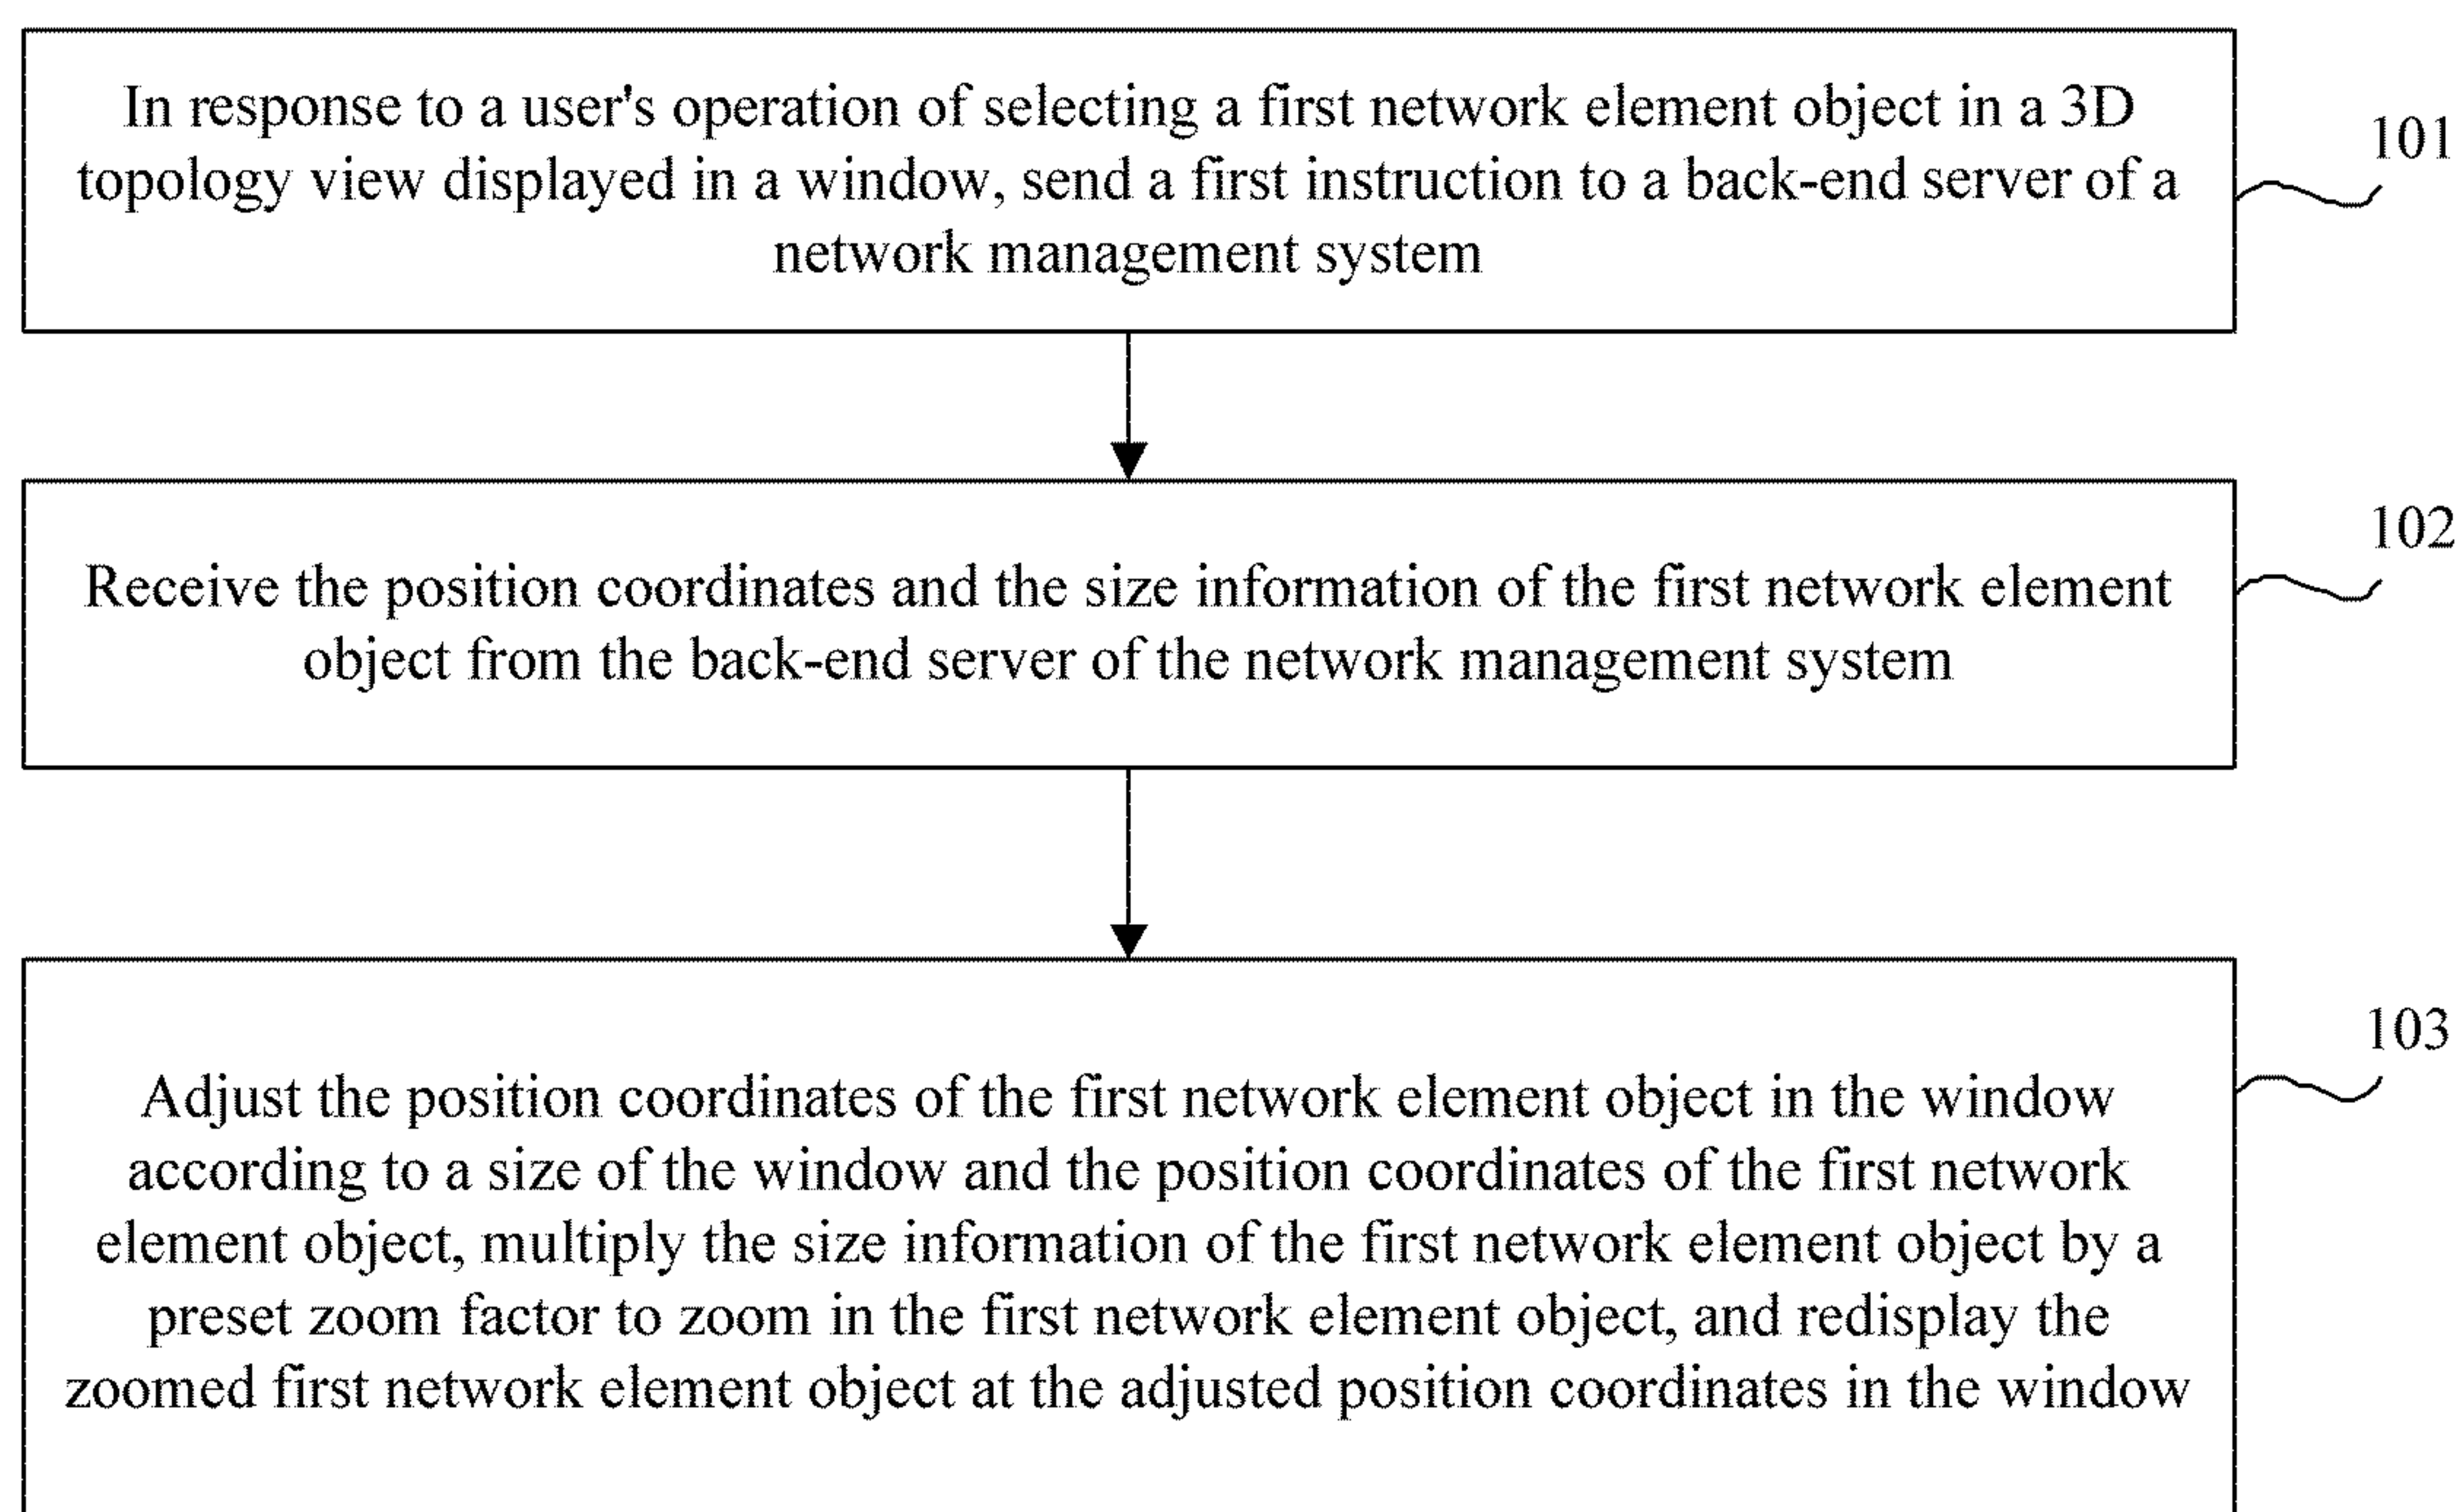 In response to a user's operation of selecting a first network element object in a 3D
topology view displayed in a window, send a first instruction to a back-end server of a
network management system
101
Receive the position coordinates and the size information of the first network element
object from the back-end server of the network management system
102
Adjust the position coordinates of the first network element object in the window
according to a size of the window and the position coordinates of the first network
element object, multiply the size information of the first network element object by a
preset zoom factor to zoom in the first network element object, and redisplay the
zoomed first network element object at the adjusted position coordinates in the window
103